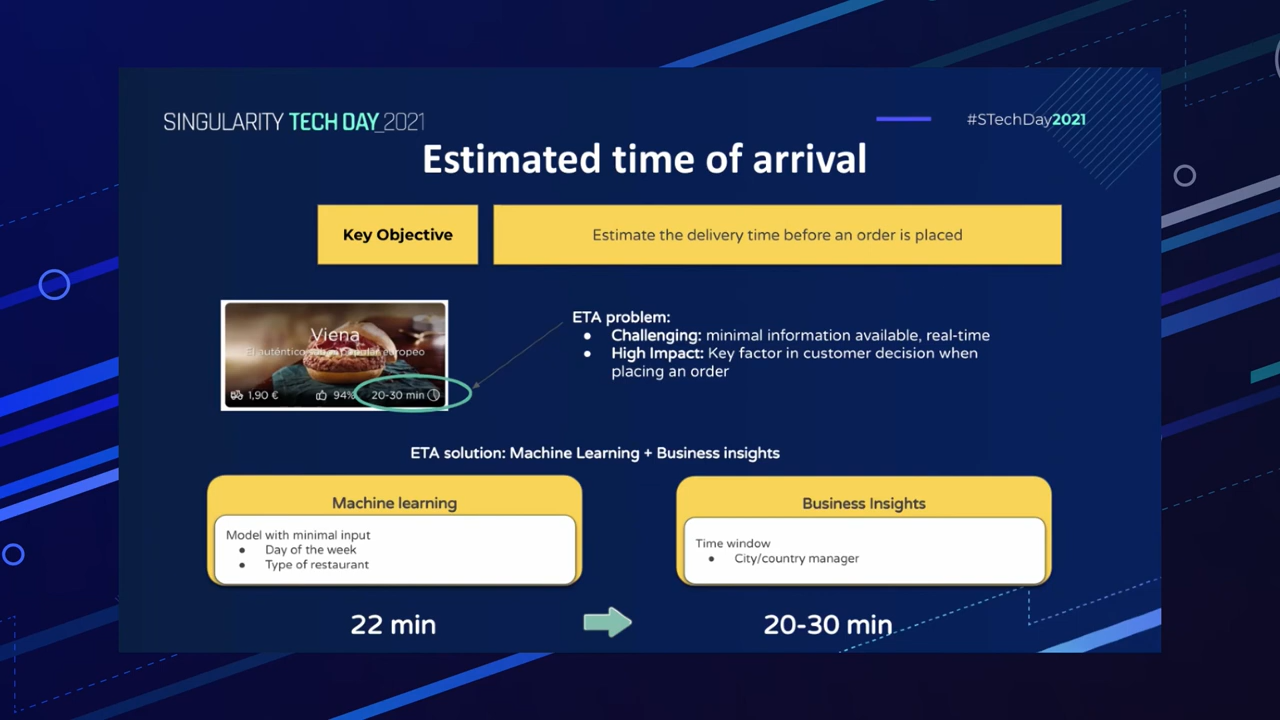 SINGULARITY TECH DAY_2021
#STechDay2021
Estimated time of arrival
Key Objective
Estimate the delivery time before an order is placed
Viena
El auténtico popular europeo
1,90 €
94%
20-30 min
ETA problem:
● Challenging: minimal information available, real-time
● High Impact: Key factor in customer decision when
placing an order
ETA solution: Machine Learning + Business insights
Machine learning
Model with minimal input
● Day of the week
● Type of restaurant
Business Insights
Time window
● City/country manager
22 min
20-30 min